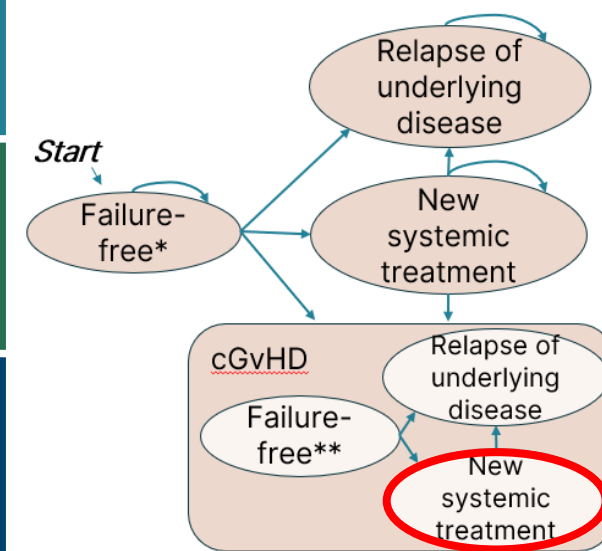 Relapse of
underlying
disease
Start
Failure-
free*
New
systemic
treatment
cGvHD
Relapse of
underlying
disease
Failure-
free**
New
systemic
treatment